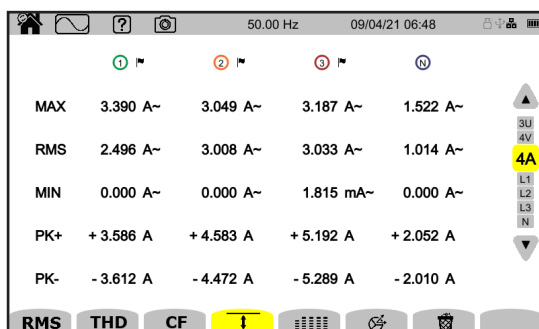 ? 50.00 Hz 09/04/21 06:48
1 2 3 N
MAX 3.390 A~ 3.049 A~ 3.187 A~ 1.522 A~
3U
4V
RMS 2.496 A~ 3.008 A~ 3.033 A~ 1.014 A~
4A
L1
MIN 0.000 A~ 0.000 A~ 1.815 mA~ 0.000 A~
L2
L3
N
PK+ + 3.586 A + 4.583 A + 5.192 A + 2.052 A
PK- - 3.612 A - 4.472 A - 5.289 A - 2.010 A
RMS THD CF